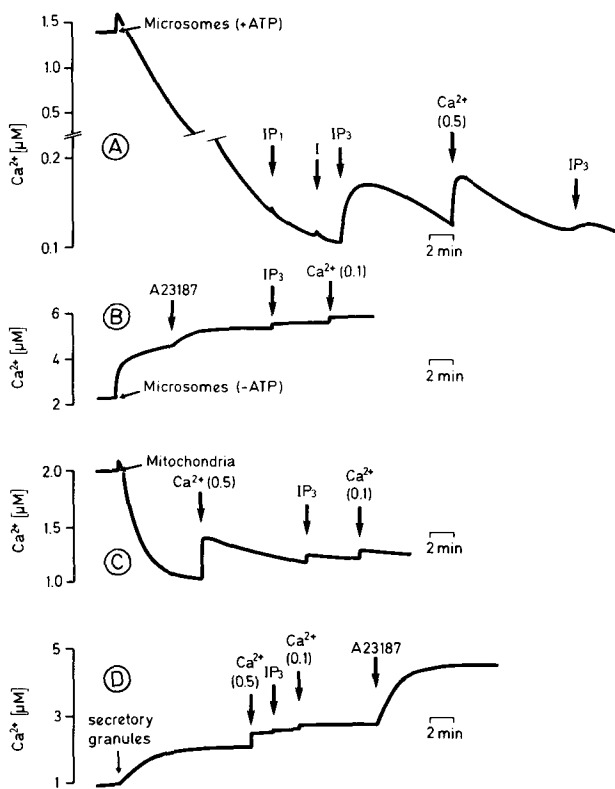 1.5
Microsomes (+ATP)
1.0
0.5
Ca²⁺[µM]
A
IP₁
I
IP₃
Ca²⁺
(0.5)
IP₃
0.2
0.1
2 min
B
A23187
IP₃
Ca²⁺ (0.1)
6
4
2
Ca²⁺ [µM]
Microsomes (-ATP)
2 min
2.0
Mitochondria
Ca²⁺ (0.5)
IP₃
Ca²⁺
(0.1)
1.5
1.0
Ca²⁺ [µM]
C
2 min
5
D
Ca²⁺
(0.5)
IP₃
Ca²⁺
(0.1)
A23187
3
1
Ca²⁺ [µM]
secretory
granules
2 min